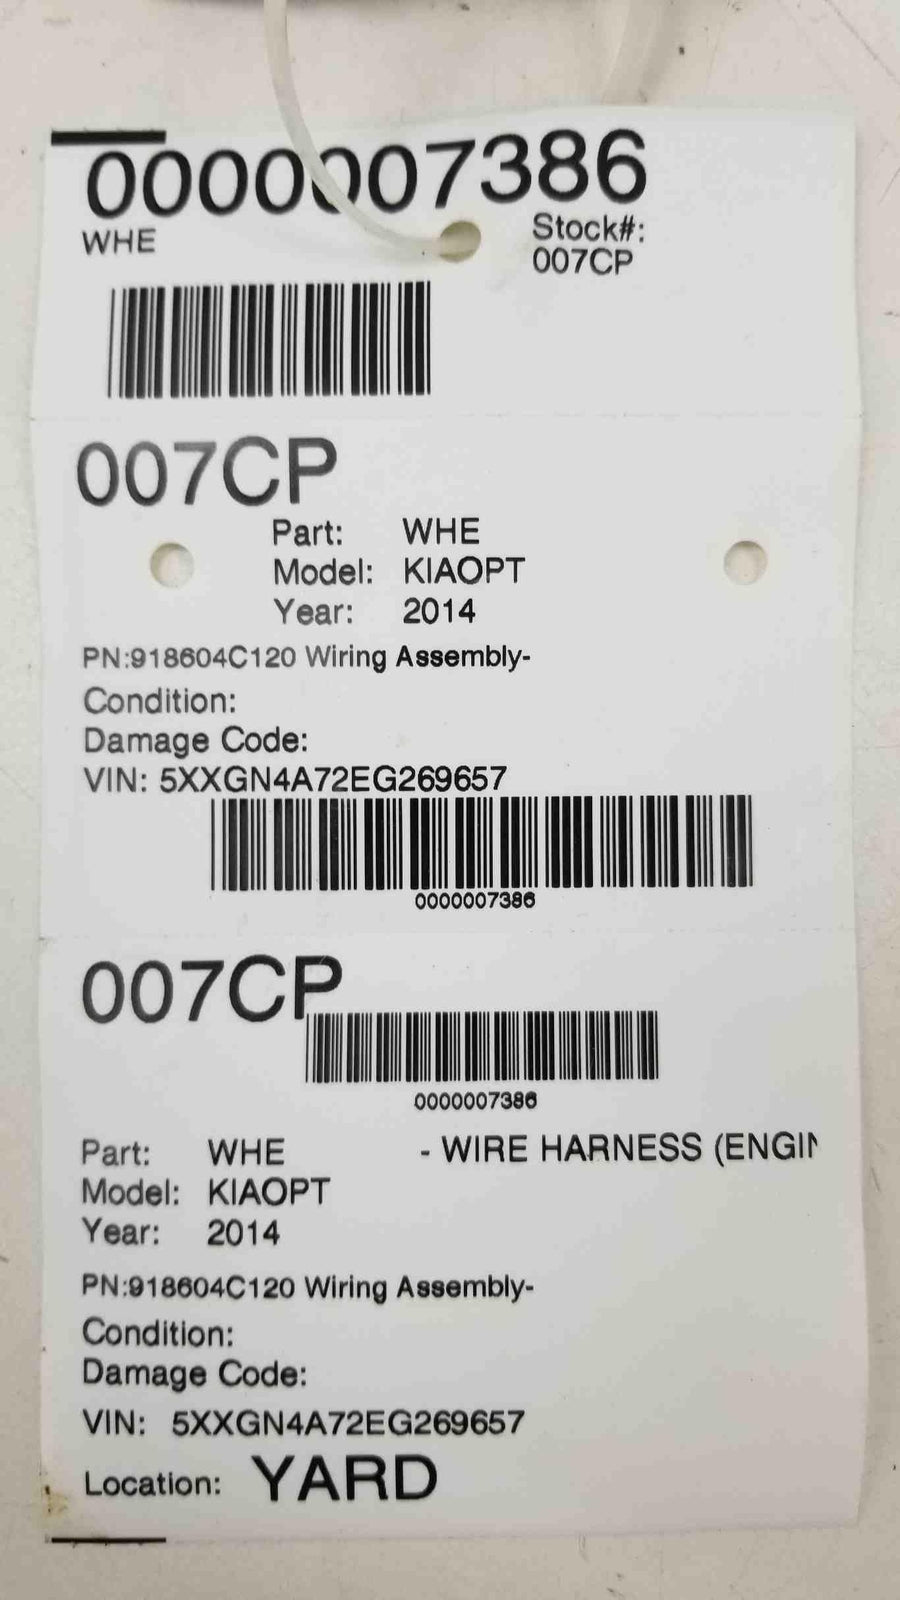 0000007386
WHE
Stock#:
007CP
007CP
Part: WHE
Model: KIAOPT
Year: 2014
PN:918604C120 Wiring Assembly-
Condition:
Damage Code:
VIN: 5XXGN4A72EG269657
0000007386
007CP
0000007386
Part: WHE - WIRE HARNESS (ENGIN
Model: KIAOPT
Year: 2014
PN:918604C120 Wiring Assembly-
Condition:
Damage Code:
VIN: 5XXGN4A72EG269657
Location: YARD